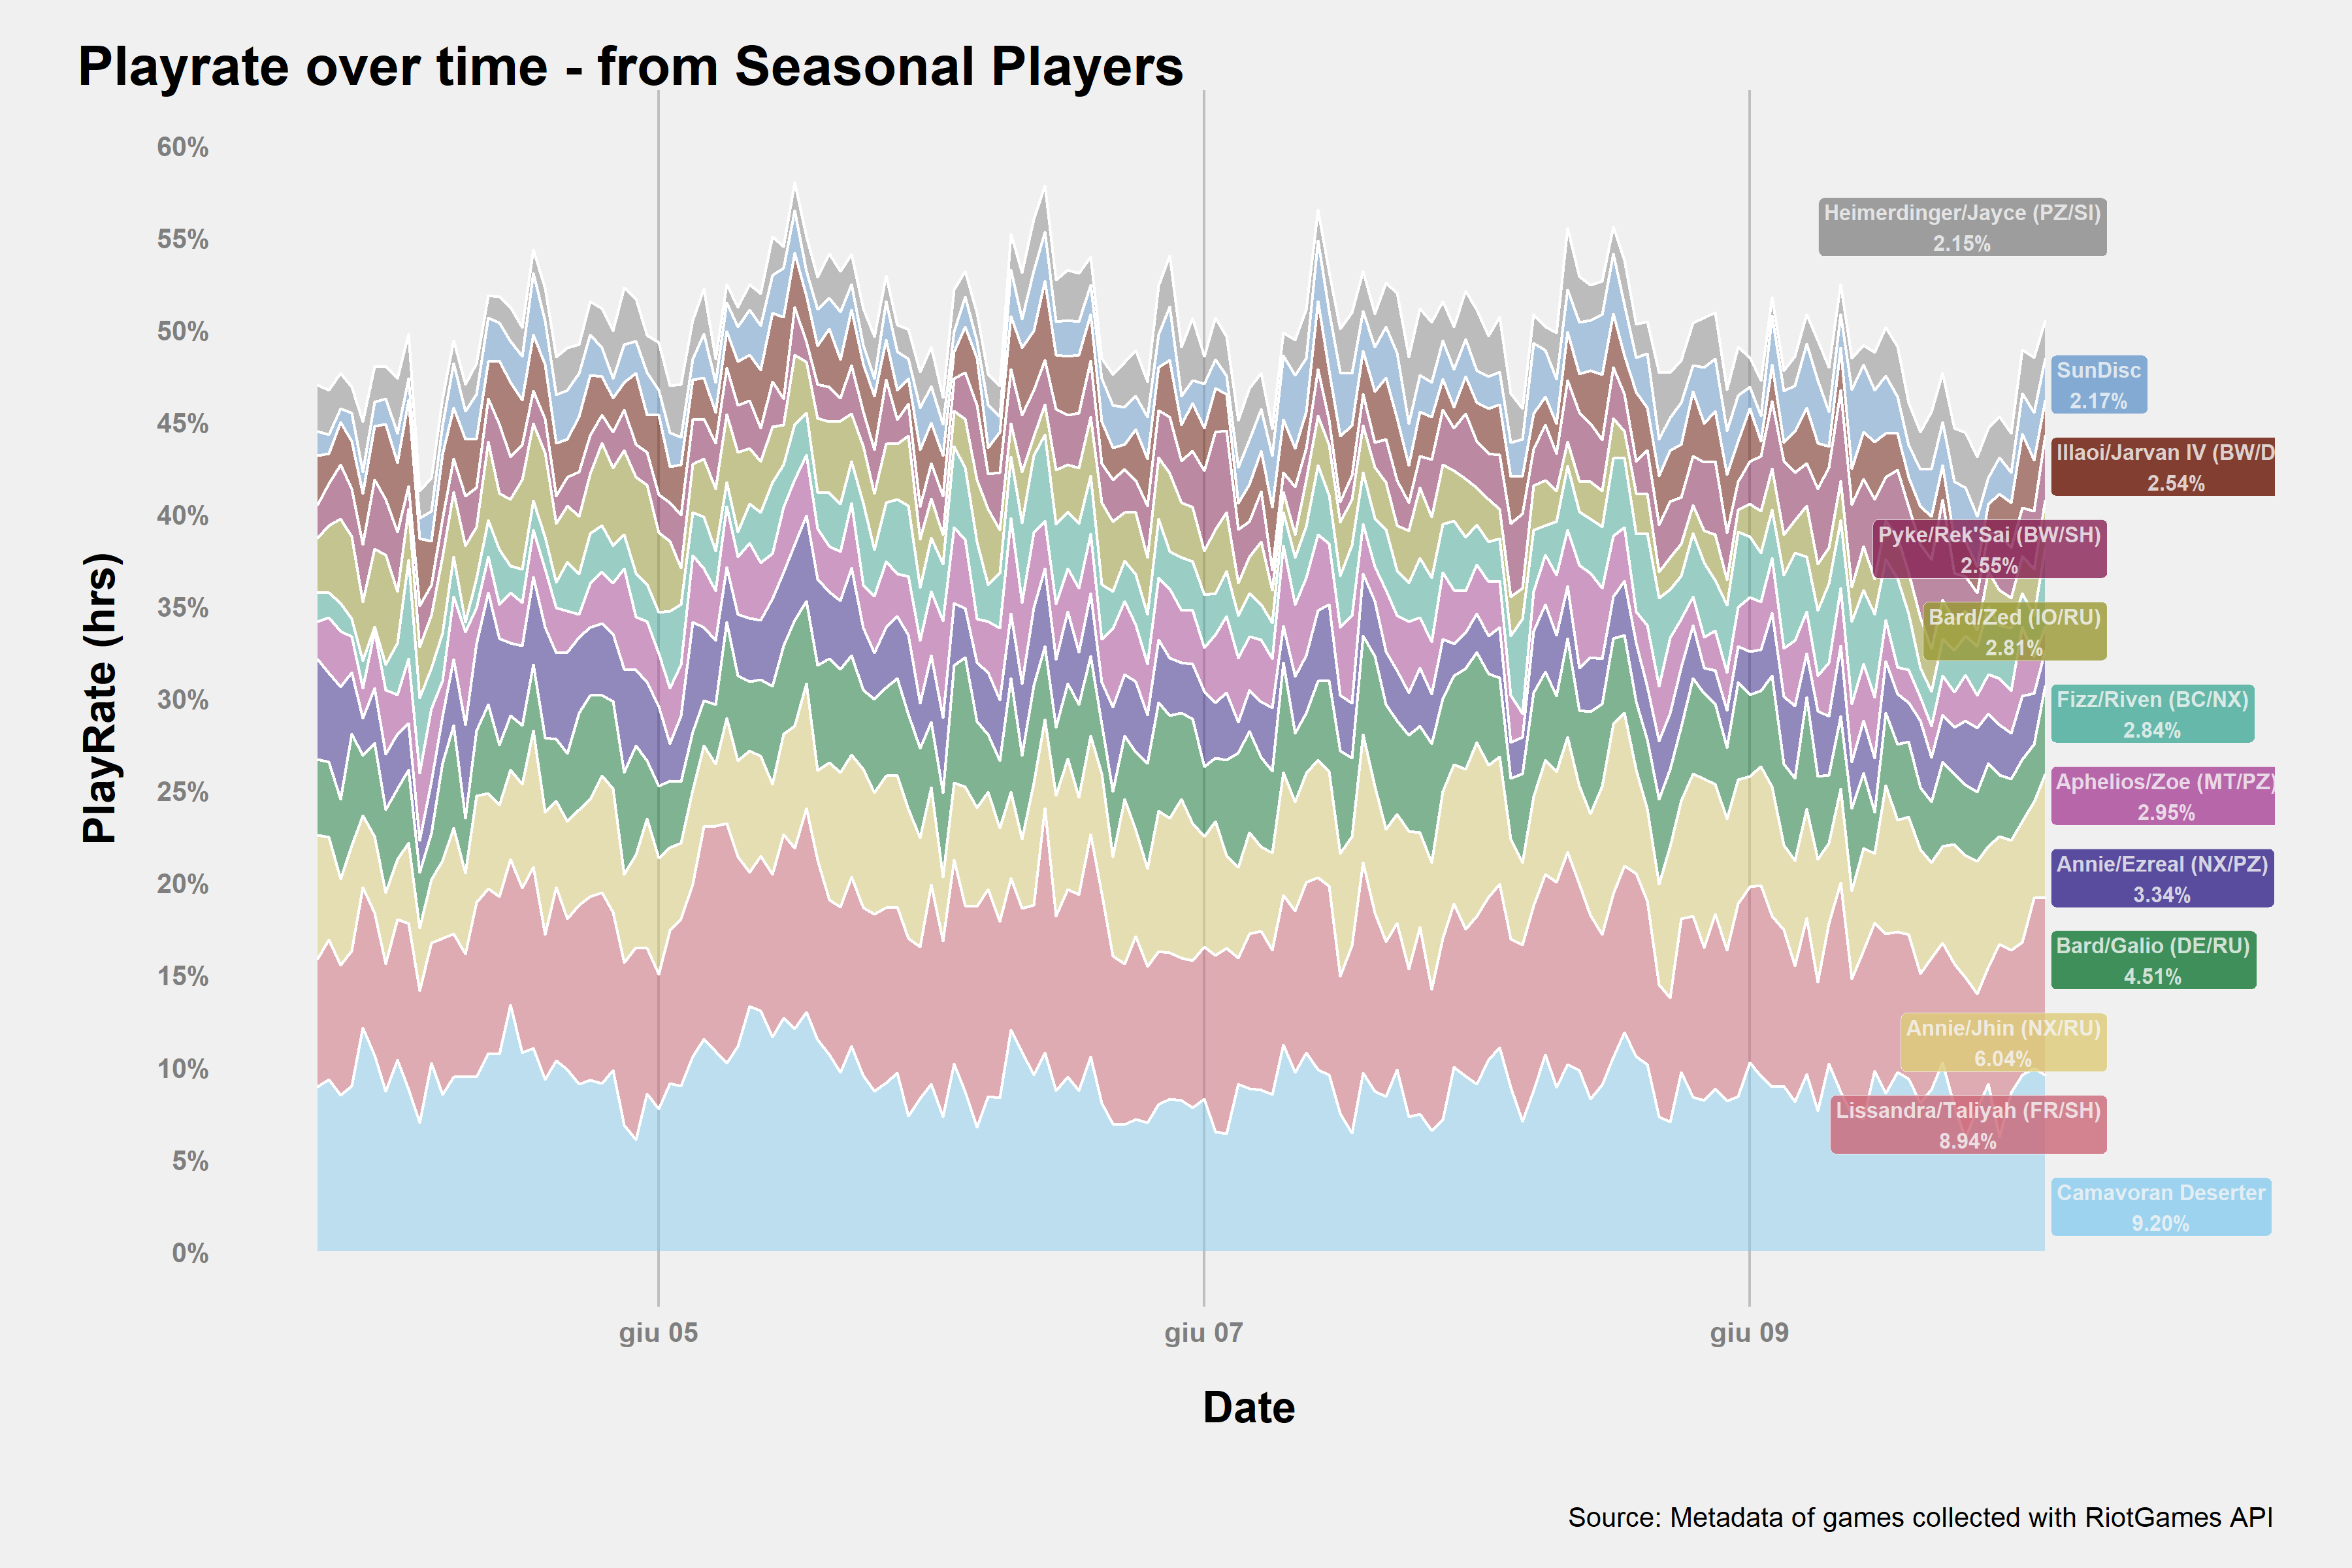 Playrate over time - from Seasonal Players
PlayRate (hrs)
60%
55%
50%
45%
40%
35%
30%
25%
20%
15%
10%
5%
0%
Heimerdinger/Jayce (PZ/SI)
2.15%
SunDisc
2.17%
Illaoi/Jarvan IV (BW/D
2.54%
Pyke/Rek'Sai (BW/SH)
2.55%
Bard/Zed (IO/RU)
2.81%
Fizz/Riven (BC/NX)
2.84%
Aphelios/Zoe (MT/PZ)
2.95%
Annie/Ezreal (NX/PZ)
3.34%
Bard/Galio (DE/RU)
4.51%
Annie/Jhin (NX/RU)
6.04%
Lissandra/Taliyah (FR/SH)
8.94%
Camavoran Deserter
9.20%
giu 05
giu 07
giu 09
Date
Source: Metadata of games collected with RiotGames API